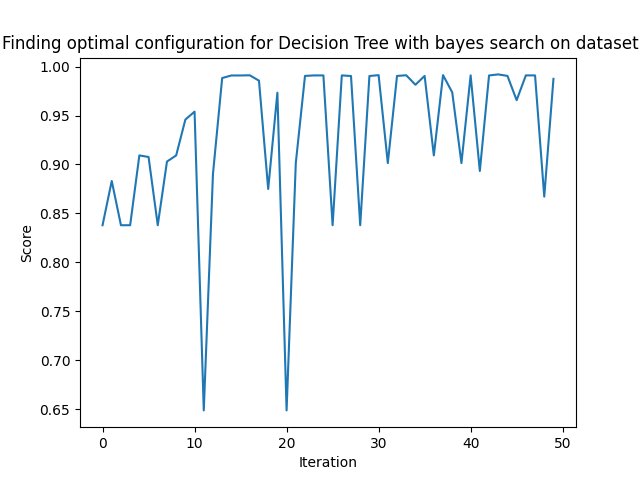 Finding optimal configuration for Decision Tree with bayes search on dataset
1.00
0.95
0.90
0.85
0.80
0.75
0.70
0.65
Score
0 10 20 30 40 50
Iteration